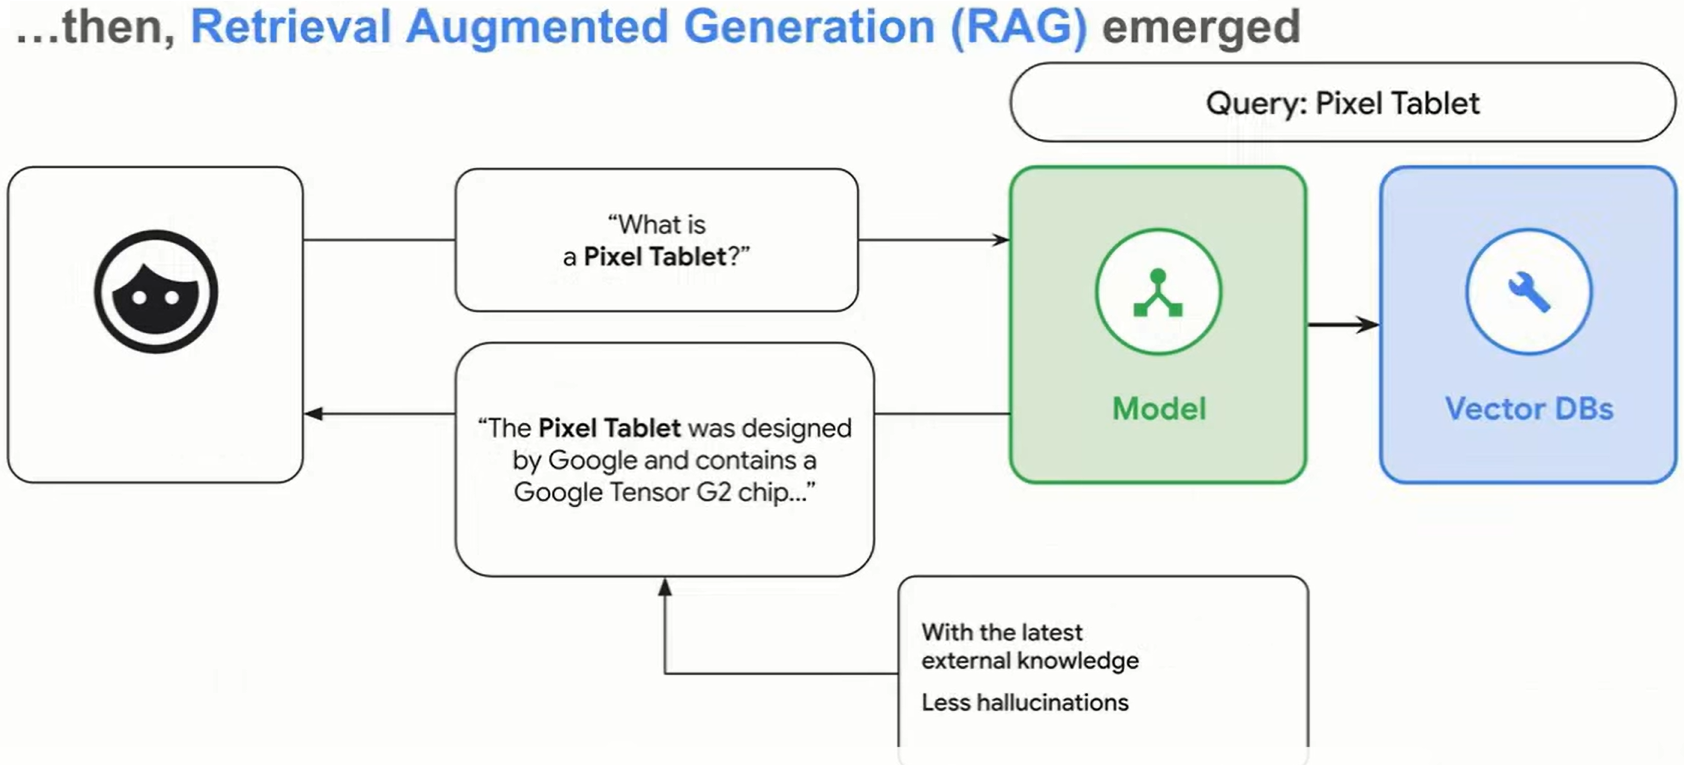 ...then, Retrieval Augmented Generation (RAG) emerged
Query: Pixel Tablet
“What is
a Pixel Tablet?”
Model
Vector DBs
“The Pixel Tablet was designed
by Google and contains a
Google Tensor G2 chip...”
With the latest
external knowledge
Less hallucinations